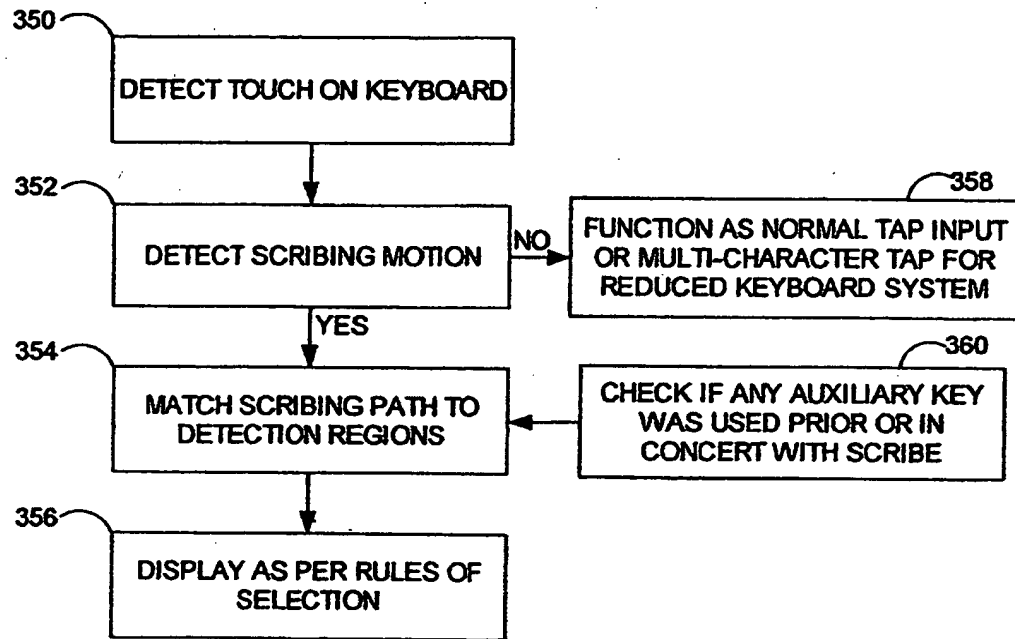 350
DETECT TOUCH ON KEYBOARD
352
DETECT SCRIBING MOTION
NO
358
FUNCTION AS NORMAL TAP INPUT
OR MULTI-CHARACTER TAP FOR
REDUCED KEYBOARD SYSTEM
YES
354
MATCH SCRIBING PATH TO
DETECTION REGIONS
360
CHECK IF ANY AUXILIARY KEY
WAS USED PRIOR OR IN
CONCERT WITH SCRIBE
356
DISPLAY AS PER RULES OF
SELECTION